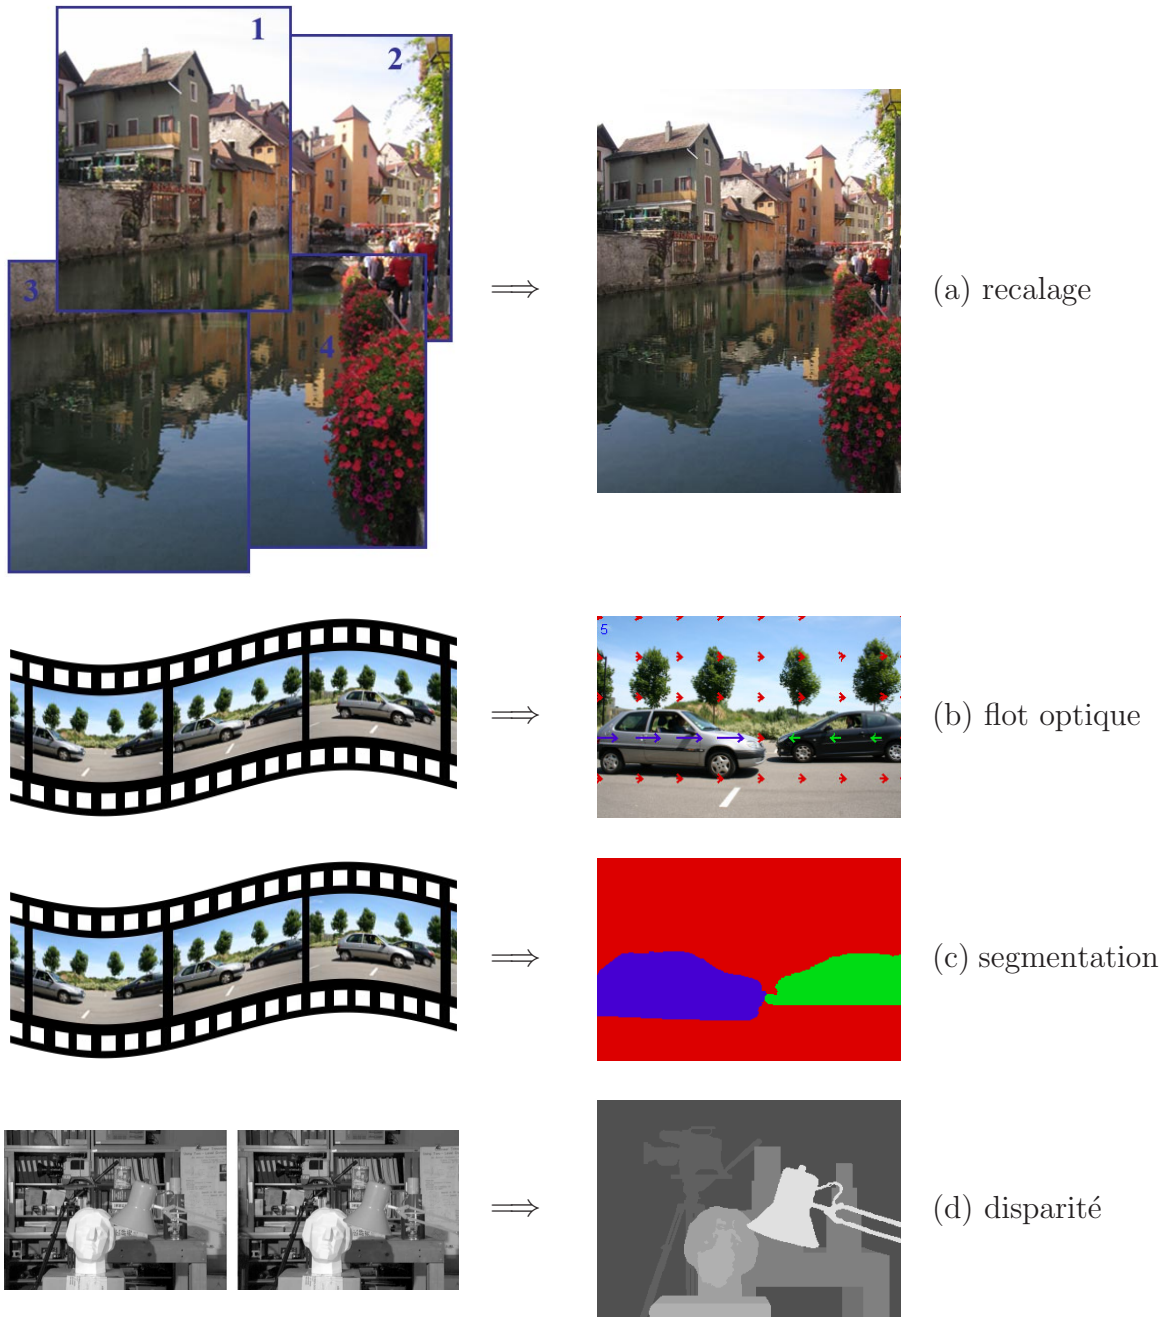 1
2
3
4
⟹ (a) recalage
5
⟹ (b) flot optique
⟹ (c) segmentation
⟹ (d) disparité